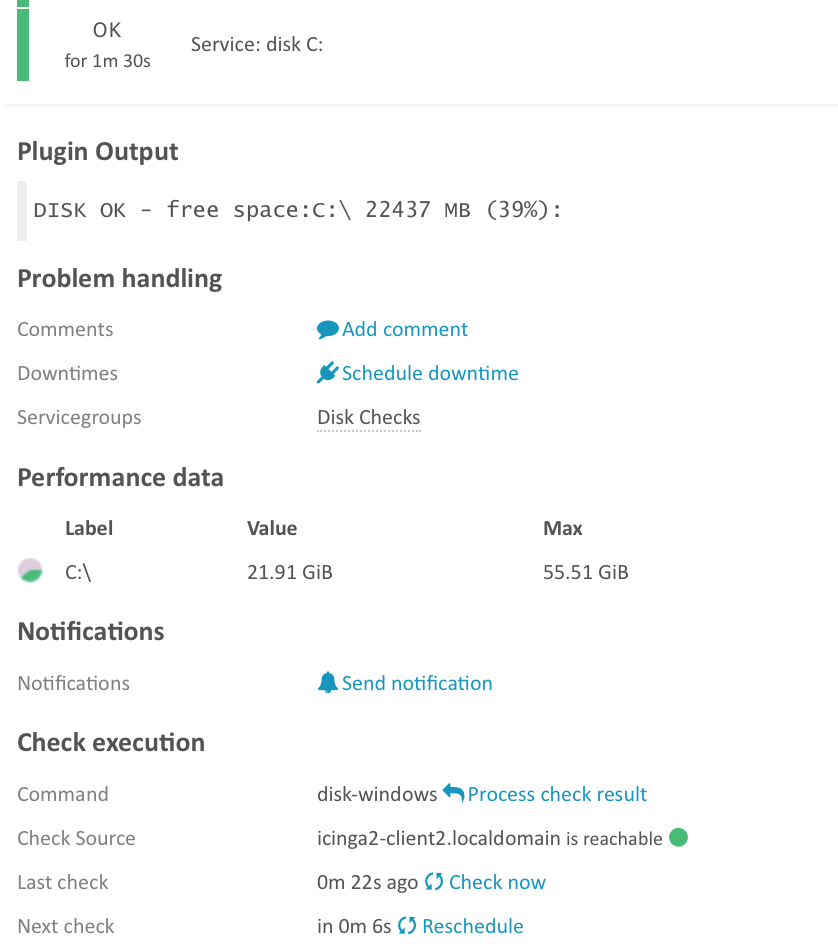 OK
for 1m 30s
Service: disk C:
Plugin Output
DISK OK - free space:C:\ 22437 MB (39%):
Problem handling
Comments Add comment
Downtimes Schedule downtime
Servicegroups Disk Checks
Performance data
Label Value Max
C:\ 21.91 GiB 55.51 GiB
Notifications
Notifications Send notification
Check execution
Command disk-windows Process check result
Check Source icinga2-client2.localdomain is reachable
Last check 0m 22s ago Check now
Next check in 0m 6s Reschedule